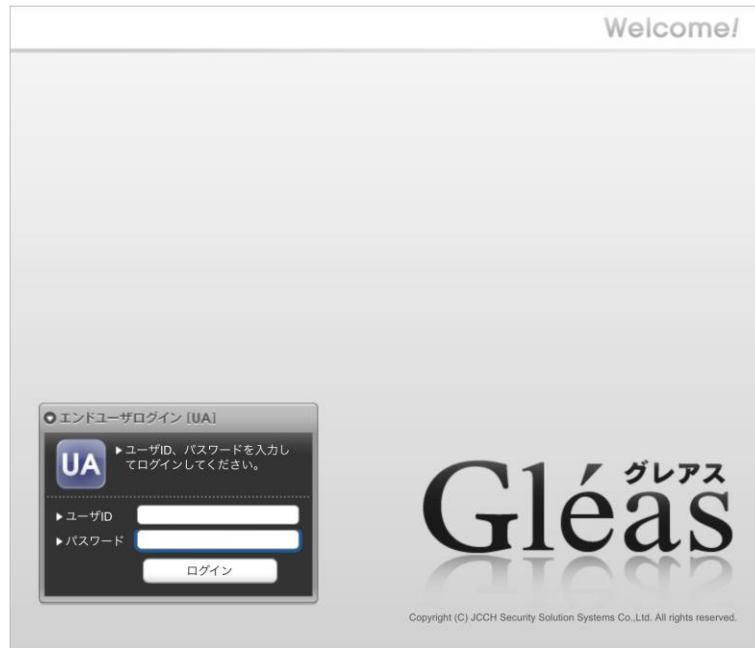 Welcome!
エンドユーザログイン [UA]
UA
▶ユーザID、パスワードを入力し
てログインしてください。
▶ユーザID
▶パスワード
ログイン
グレアス
Gléas
Copyright (C) JCCH Security Solution Systems Co.,Ltd. All rights reserved.